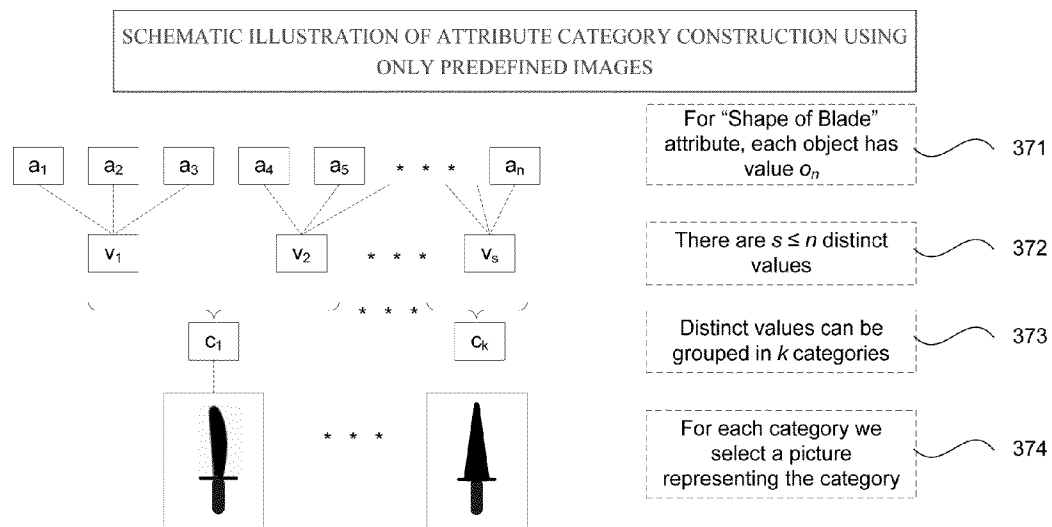 SCHEMATIC ILLUSTRATION OF ATTRIBUTE CATEGORY CONSTRUCTION USING
ONLY PREDEFINED IMAGES
a1 a2 a3 a4 a5 * * * an
For “Shape of Blade”
attribute, each object has
value on
371
v1 v2 * * * vs
There are s ≤ n distinct
values
372
* * *
c1 ck
Distinct values can be
grouped in k categories
373
* * *
For each category we
select a picture
representing the category
374